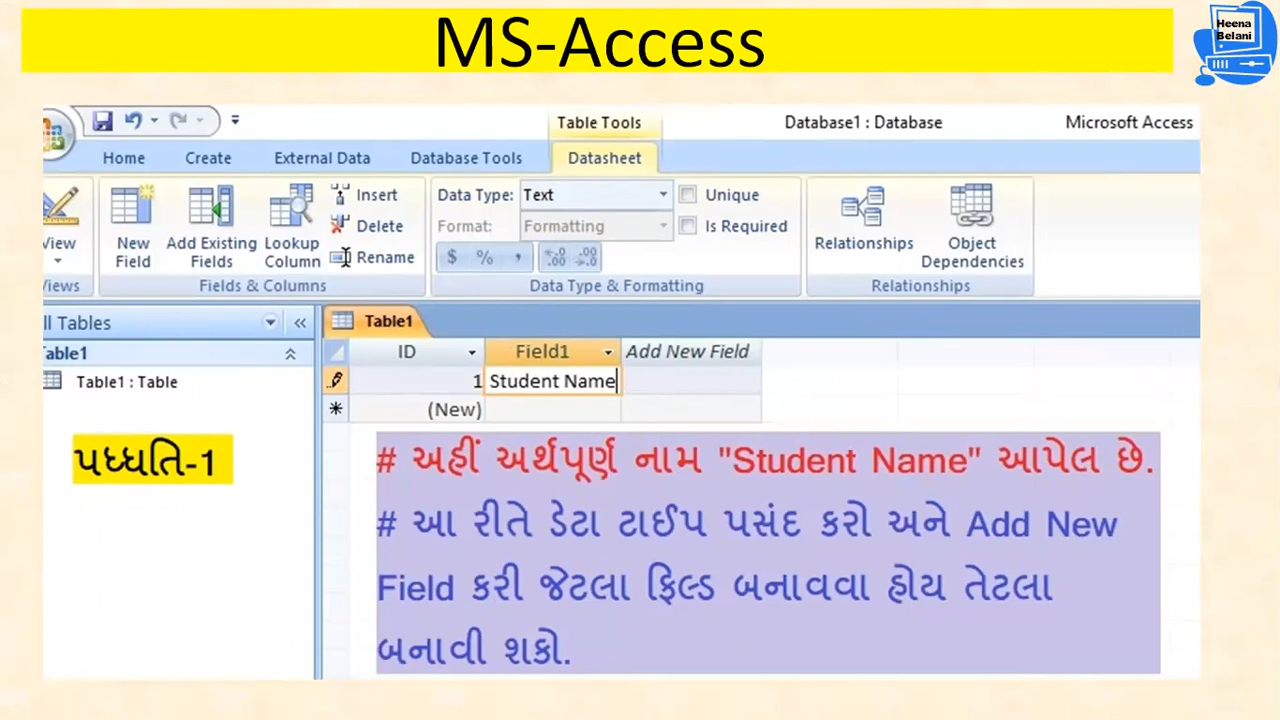 MS-Access
Heena
Belani
Table Tools Database1 : Database Microsoft Access
Home Create External Data Database Tools Datasheet
View
New Field
Add Existing Fields
Lookup Column
Insert
Delete
Rename
Fields & Columns
Data Type: Text Unique
Format: Formatting Is Required
$ % ,
Data Type & Formatting
Relationships
Object Dependencies
Relationships
ll Tables
Table1
Table1 : Table
Table1
ID Field1 Add New Field
1 Student Name
(New)
પધ્ધતિ-1
# અહીં અર્થપૂર્ણ નામ "Student Name" આપેલ છે.
# આ રીતે ડેટા ટાઈપ પસંદ કરો અને Add New
Field કરી જેટલા ફિલ્ડ બનાવવા હોય તેટલા
બનાવી શકો.